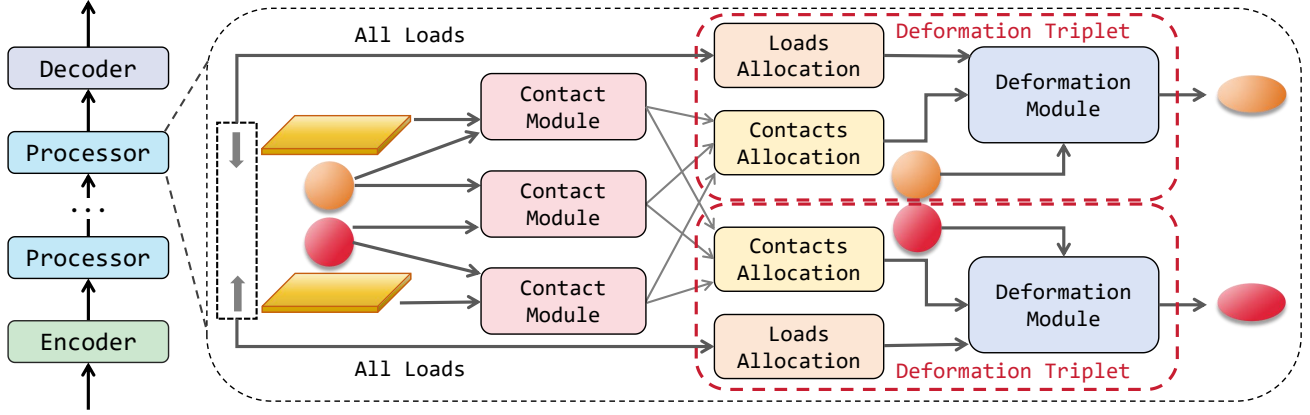 Decoder
Processor
...
Processor
Encoder
All Loads
Contact
Module
Contact
Module
Contact
Module
All Loads
Deformation Triplet
Loads
Allocation
Contacts
Allocation
Deformation
Module
Contacts
Allocation
Loads
Allocation
Deformation
Module
Deformation Triplet